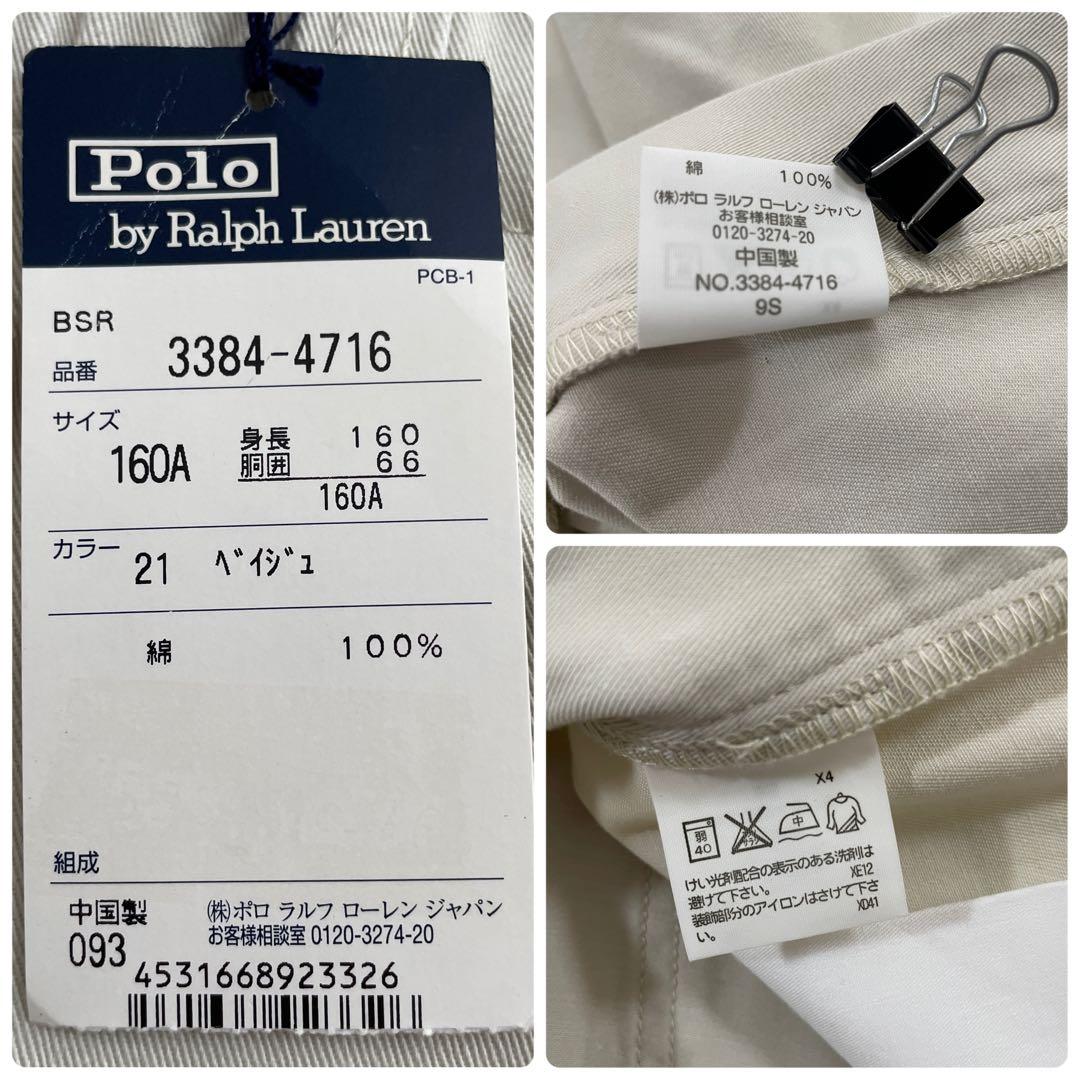 Polo
by Ralph Lauren
PCB-1
BSR
品番 3384-4716
サイズ
160A
身長 160
胴囲 66
160A
カラー 21 ベイジュ
綿 100%
組成
中国製
093
(株)ポロ ラルフ ローレン ジャパン
お客様相談室 0120-3274-20
4531668923326
綿 100%
(株)ポロ ラルフ ローレン ジャパン
お客様相談室
0120-3274-20
中国製
NO.3384-4716
9S
X4
弱
40
中
けい光剤配合の表示のある洗剤は
避けて下さい。 XE12
装飾部分のアイロンはさけて下さ
い。 XD41